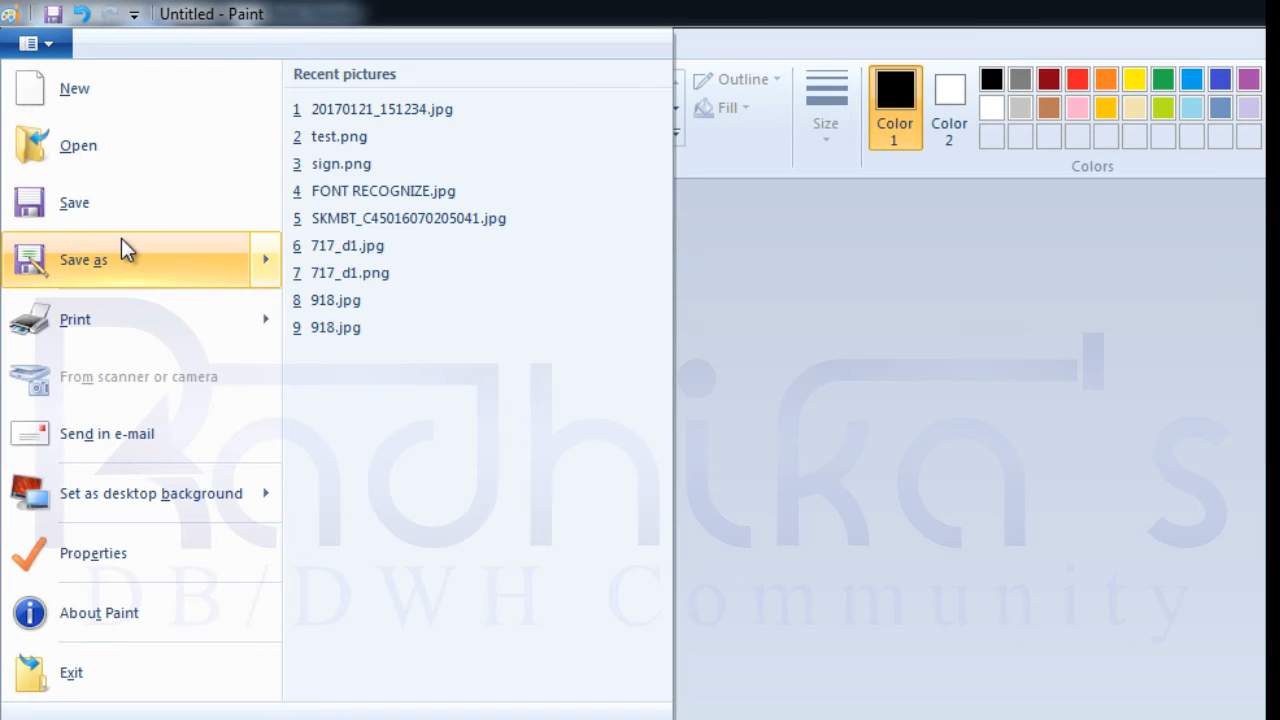 Untitled - Paint
New
Open
Save
Save as
Print
From scanner or camera
Send in e-mail
Set as desktop background
Properties
About Paint
Exit
Recent pictures
1 20170121_151234.jpg
2 test.png
3 sign.png
4 FONT RECOGNIZE.jpg
5 SKMBT_C45016070205041.jpg
6 717_d1.jpg
7 717_d1.png
8 918.jpg
9 918.jpg
Outline
Fill
Size
Color
1
Color
2
Colors
Radhika's
DB/DWH Community